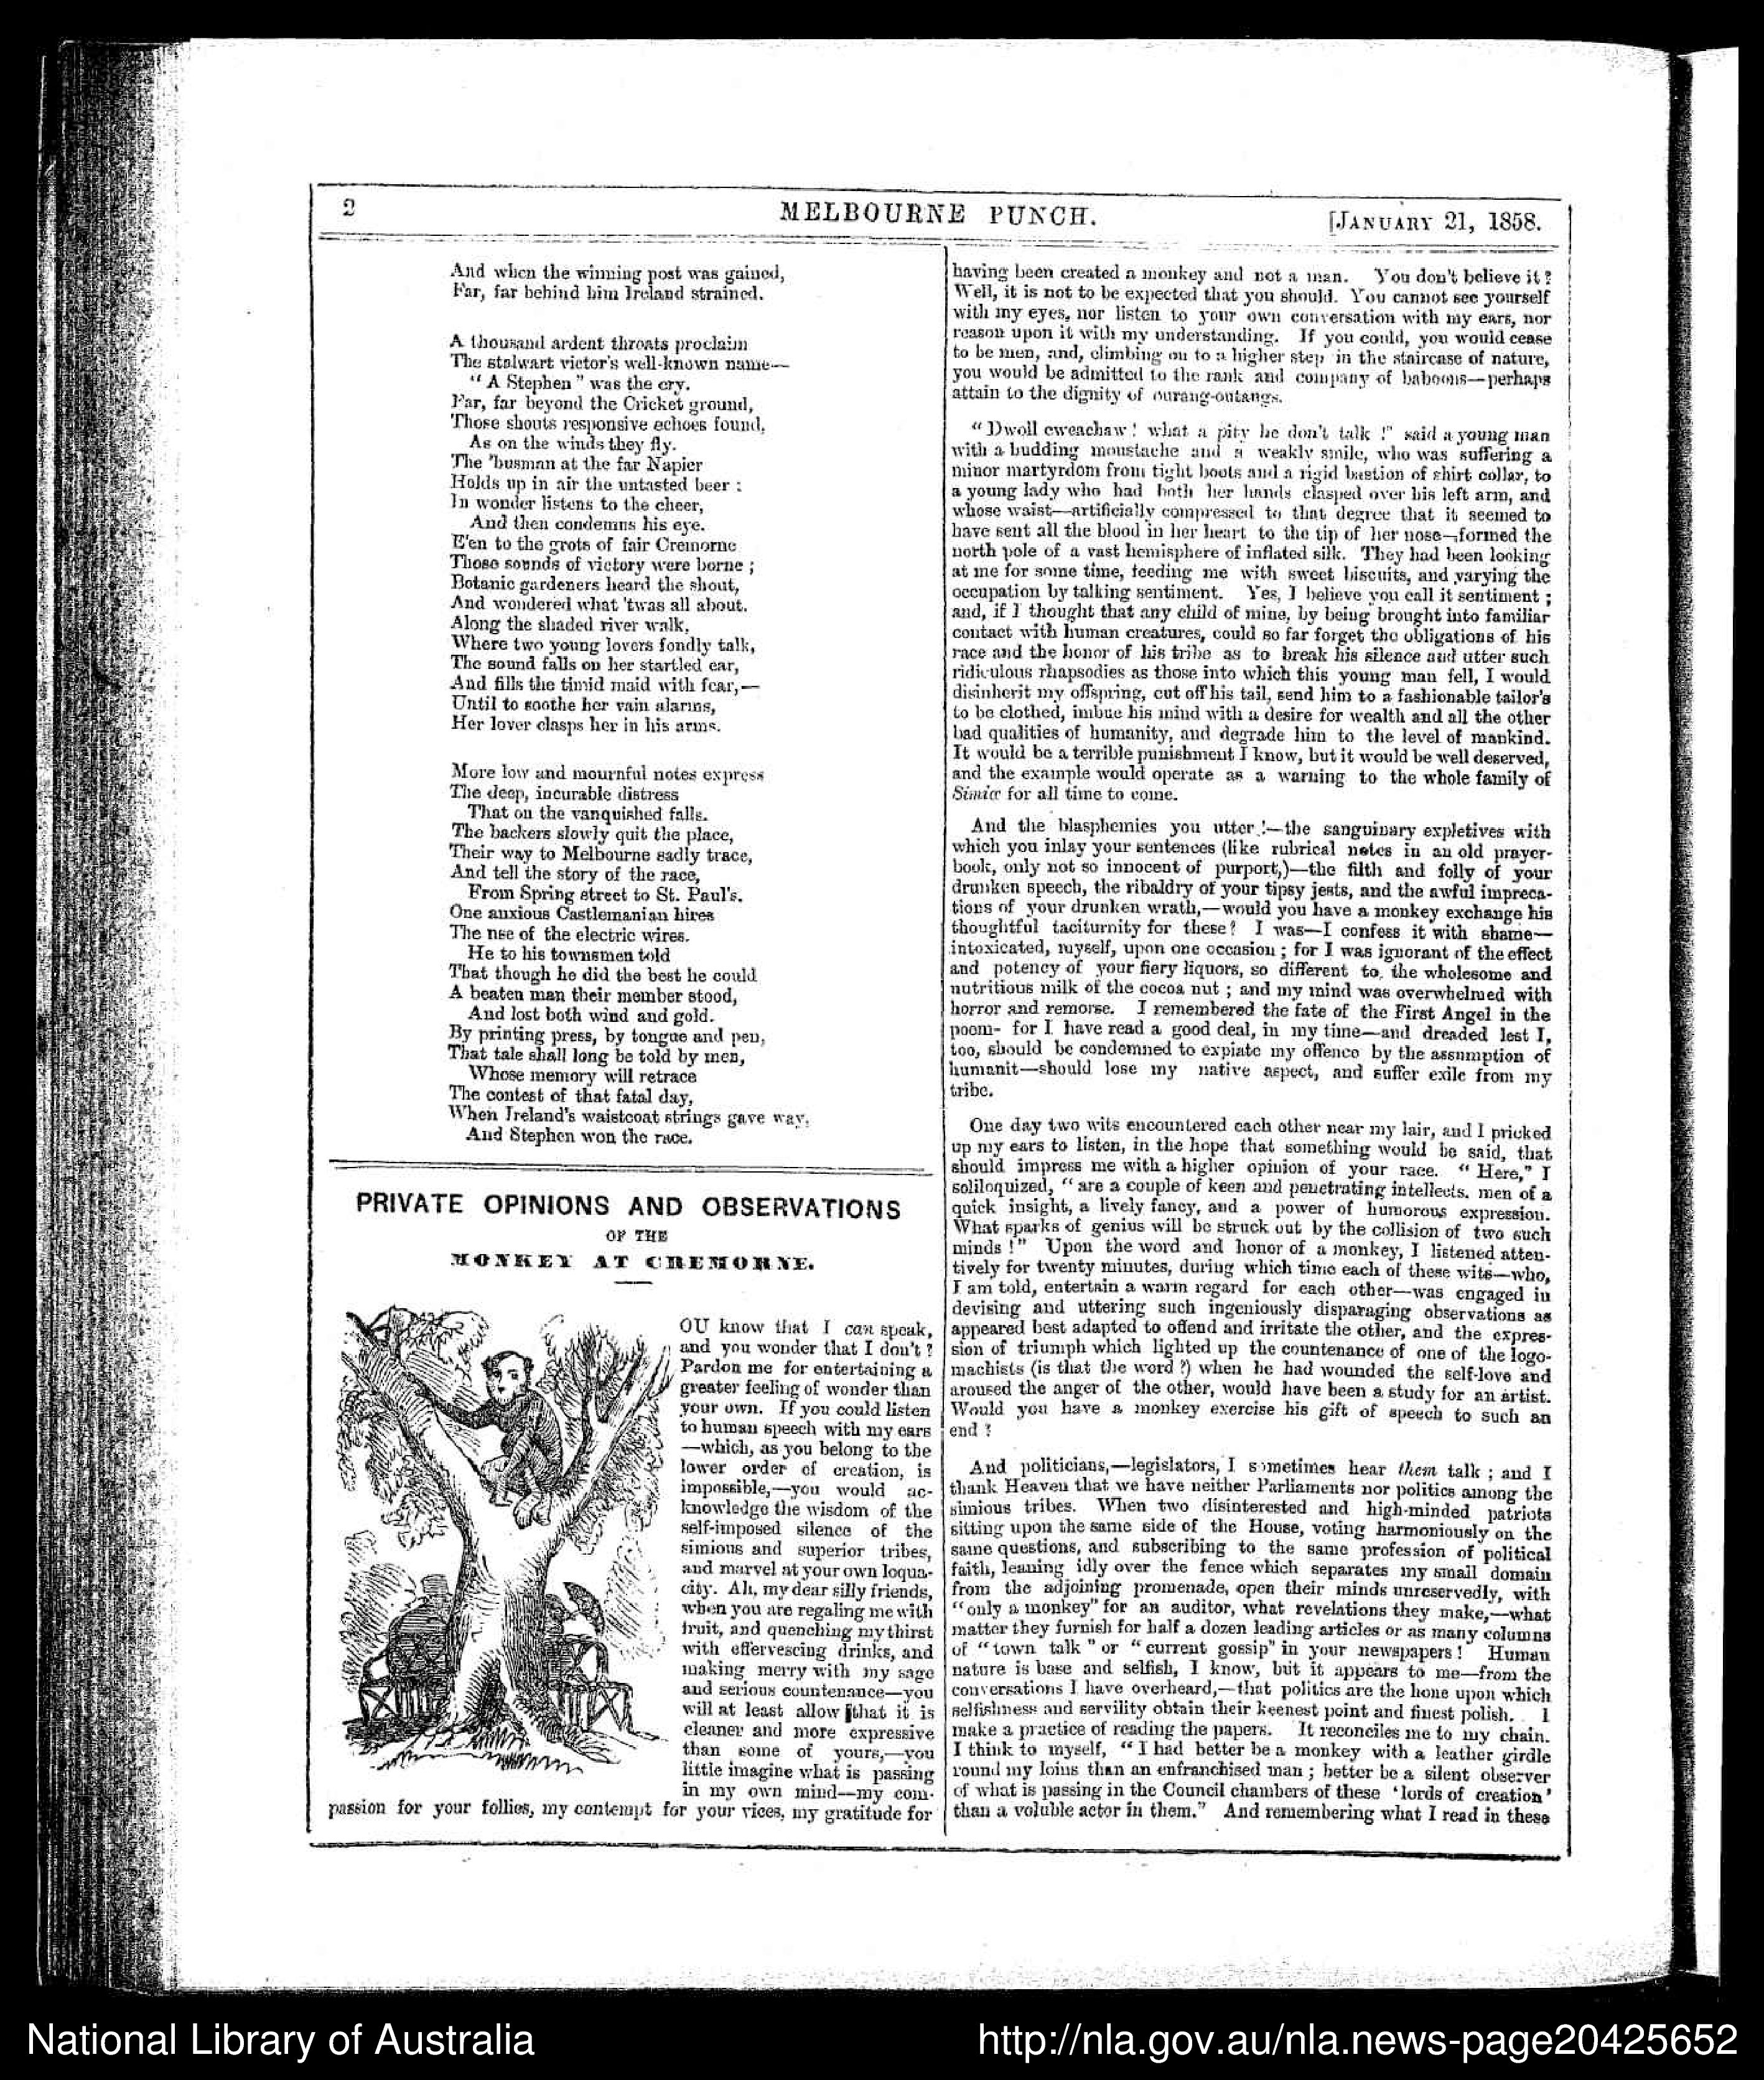 2
MELBOURNE PUNCH.
[JANUARY 21, 1858.
And when the winning post was gained,
Far, far behind him Ireland strained.
A thousand ardent throats proclaim
The stalwart victor's well-known name—
"A Stephen" was the cry.
Far, far beyond the Cricket ground,
Those shouts responsive echoes found,
As on the winds they fly.
The 'busman at the far Napier
Holds up in air the untasted beer ;
In wonder listens to the cheer,
And then condemns his eye.
E'en to the grots of fair Cremorne
Those sounds of victory were borne ;
Botanic gardeners heard the shout,
And wondered what 'twas all about.
Along the shaded river walk,
Where two young lovers fondly talk,
The sound falls on her startled ear,
And fills the timid maid with fear,—
Until to soothe her vain alarms,
Her lover clasps her in his arms.
More low and mournful notes express
The deep, incurable distress
That on the vanquished falls.
The backers slowly quit the place,
Their way to Melbourne sadly trace,
And tell the story of the race,
From Spring street to St. Paul's.
One anxious Castlemanian hires
The use of the electric wires.
He to his townsmen told
That though he did the best he could
A beaten man their member stood,
And lost both wind and gold.
By printing press, by tongue and pen,
That tale shall long be told by men,
Whose memory will retrace
The contest of that fatal day,
When Ireland's waistcoat strings gave way,
And Stephen won the race.
PRIVATE OPINIONS AND OBSERVATIONS
OF THE
MONKEY AT CREMORNE.
OU know that I can speak,
and you wonder that I don't ?
Pardon me for entertaining a
greater feeling of wonder than
your own. If you could listen
to human speech with my ears
—which, as you belong to the
lower order of creation, is
impossible,—you would ac-
knowledge the wisdom of the
self-imposed silence of the
simious and superior tribes,
and marvel at your own loqua-
city. Ah, my dear silly friends,
when you are regaling me with
fruit, and quenching my thirst
with effervescing drinks, and
making merry with my sage
and serious countenance—you
will at least allow that it is
cleaner and more expressive
than some of yours,—you
little imagine what is passing
in my own mind—my com-
passion for your follies, my contempt for your vices, my gratitude for
having been created a monkey and not a man. You don't believe it ?
Well, it is not to be expected that you should. You cannot see yourself
with my eyes, nor listen to your own conversation with my ears, nor
reason upon it with my understanding. If you could, you would cease
to be men, and, climbing on to a higher step in the staircase of nature,
you would be admitted to the rank and company of baboons—perhaps
attain to the dignity of ourang-outangs.
"Dwoll cweachaw ! what a pity he don't talk !" said a young man
with a budding moustache and a weakly smile, who was suffering a
minor martyrdom from tight boots and a rigid bastion of shirt collar, to
a young lady who had both her hands clasped over his left arm, and
whose waist—artificially compressed to that degree that it seemed to
have sent all the blood in her heart to the tip of her nose—formed the
north pole of a vast hemisphere of inflated silk. They had been looking
at me for some time, feeding me with sweet biscuits, and varying the
occupation by talking sentiment. Yes, I believe you call it sentiment ;
and, if I thought that any child of mine, by being brought into familiar
contact with human creatures, could so far forget the obligations of his
race and the honor of his tribe as to break his silence and utter such
ridiculous rhapsodies as those into which this young man fell, I would
disinherit my offspring, cut off his tail, send him to a fashionable tailor's
to be clothed, imbue his mind with a desire for wealth and all the other
bad qualities of humanity, and degrade him to the level of mankind.
It would be a terrible punishment I know, but it would be well deserved,
and the example would operate as a warning to the whole family of
Simiæ for all time to come.
And the blasphemies you utter !—the sanguinary expletives with
which you inlay your sentences (like rubrical notes in an old prayer-
book, only not so innocent of purport,)—the filth and folly of your
drunken speech, the ribaldry of your tipsy jests, and the awful impreca-
tions of your drunken wrath,—would you have a monkey exchange his
thoughtful taciturnity for these ? I was—I confess it with shame—
intoxicated, myself, upon one occasion ; for I was ignorant of the effect
and potency of your fiery liquors, so different to the wholesome and
nutritious milk of the cocoa nut ; and my mind was overwhelmed with
horror and remorse. I remembered the fate of the First Angel in the
poem- for I have read a good deal, in my time—and dreaded lest I,
too, should be condemned to expiate my offence by the assumption of
humanit—should lose my native aspect, and suffer exile from my
tribe.
One day two wits encountered each other near my lair, and I pricked
up my ears to listen, in the hope that something would be said, that
should impress me with a higher opinion of your race. "Here," I
soliloquized, "are a couple of keen and penetrating intellects, men of a
quick insight, a lively fancy, and a power of humorous expression.
What sparks of genius will be struck out by the collision of two such
minds !" Upon the word and honor of a monkey, I listened atten-
tively for twenty minutes, during which time each of these wits—who,
I am told, entertain a warm regard for each other—was engaged in
devising and uttering such ingeniously disparaging observations as
appeared best adapted to offend and irritate the other, and the expres-
sion of triumph which lighted up the countenance of one of the logo-
machists (is that the word ?) when he had wounded the self-love and
aroused the anger of the other, would have been a study for an artist.
Would you have a monkey exercise his gift of speech to such an
end ?
And politicians,—legislators, I sometimes hear them talk ; and I
thank Heaven that we have neither Parliaments nor politics among the
simious tribes. When two disinterested and high-minded patriots
sitting upon the same side of the House, voting harmoniously on the
same questions, and subscribing to the same profession of political
faith, leaning idly over the fence which separates my small domain
from the adjoining promenade, open their minds unreservedly, with
"only a monkey" for an auditor, what revelations they make,—what
matter they furnish for half a dozen leading articles or as many columns
of "town talk" or "current gossip" in your newspapers ! Human
nature is base and selfish, I know, but it appears to me—from the
conversations I have overheard,—that politics are the hone upon which
selfishness and servility obtain their keenest point and finest polish. I
make a practice of reading the papers. It reconciles me to my chain.
I think to myself, "I had better be a monkey with a leather girdle
round my loins than an enfranchised man ; better be a silent observer
of what is passing in the Council chambers of these 'lords of creation'
than a voluble actor in them." And remembering what I read in these
National Library of Australia
http://nla.gov.au/nla.news-page20425652